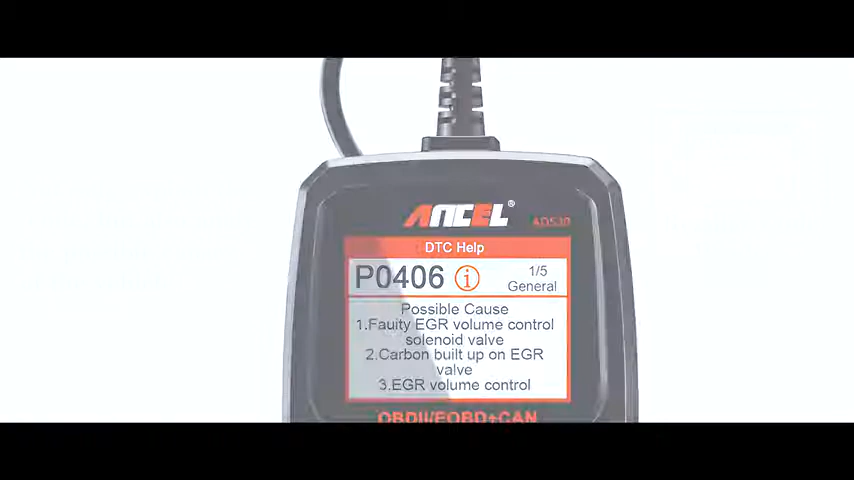 ANCEL®
AD530
DTC Help
P0406 i 1/5
General
Possible Cause
1.Fauity EGR volume control
solenoid valve
2.Carbon built up on EGR
valve
3.EGR volume control
OBDII/EOBD+CAN